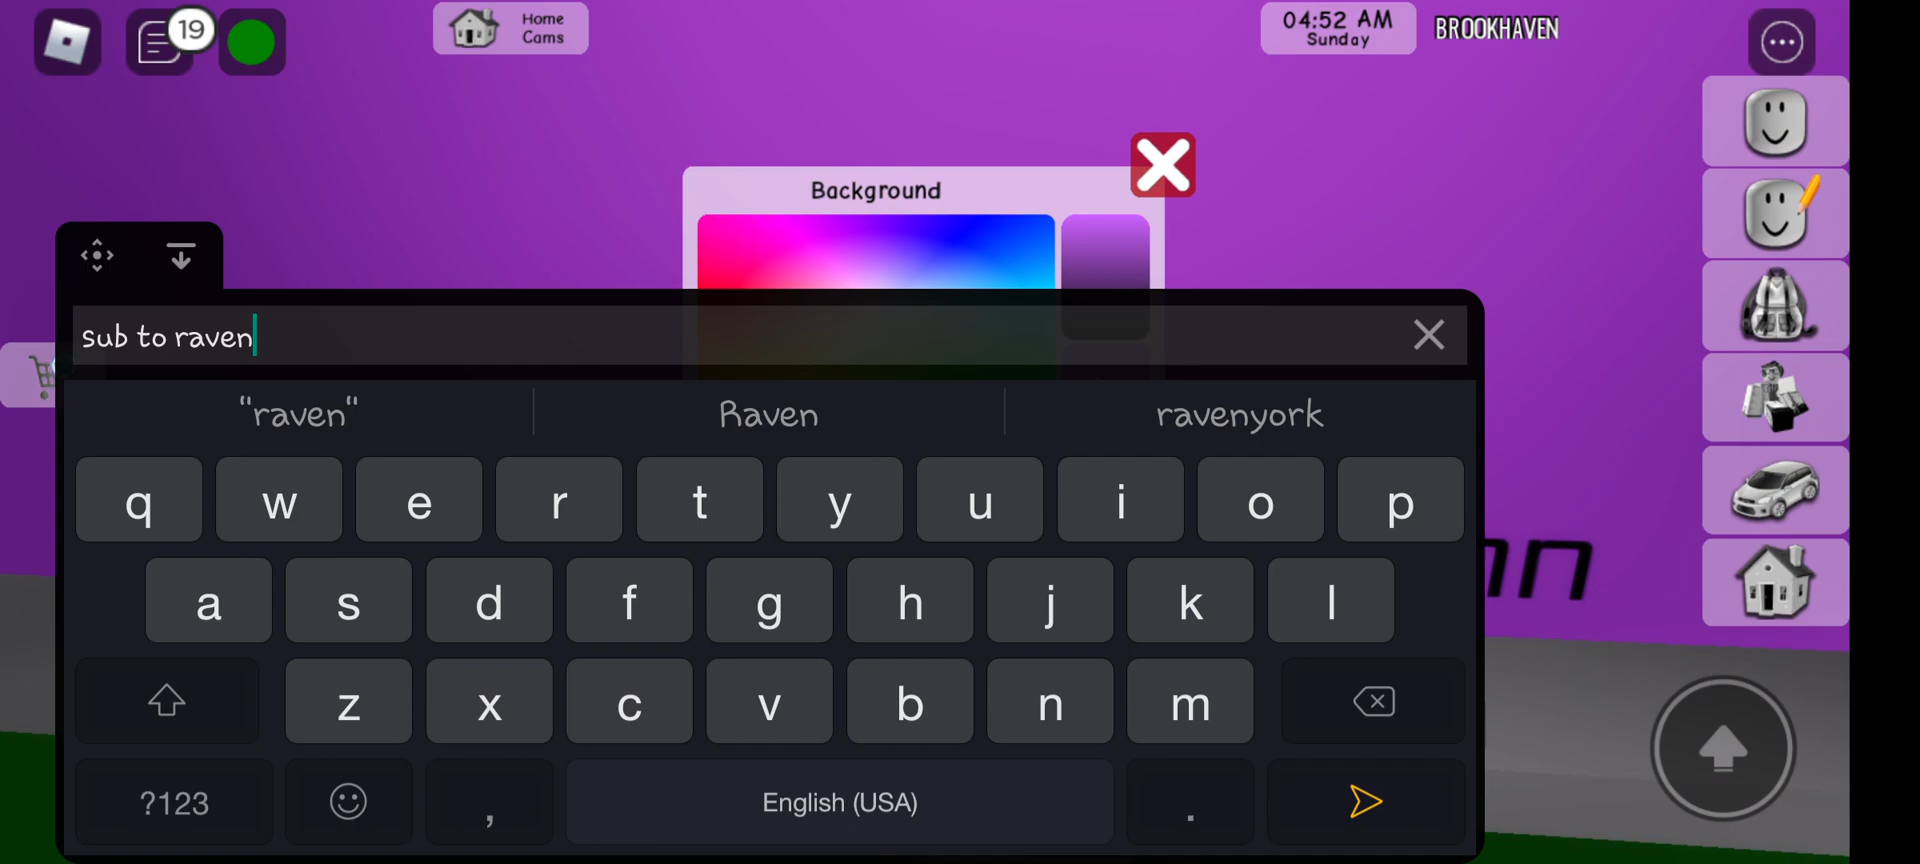 19
Home
Cams
04:52 AM
Sunday
BROOKHAVEN
Background
sub to raven
"raven" Raven ravenyork
q w e r t y u i o p
a s d f g h j k l
z x c v b n m
?123 , English (USA) .